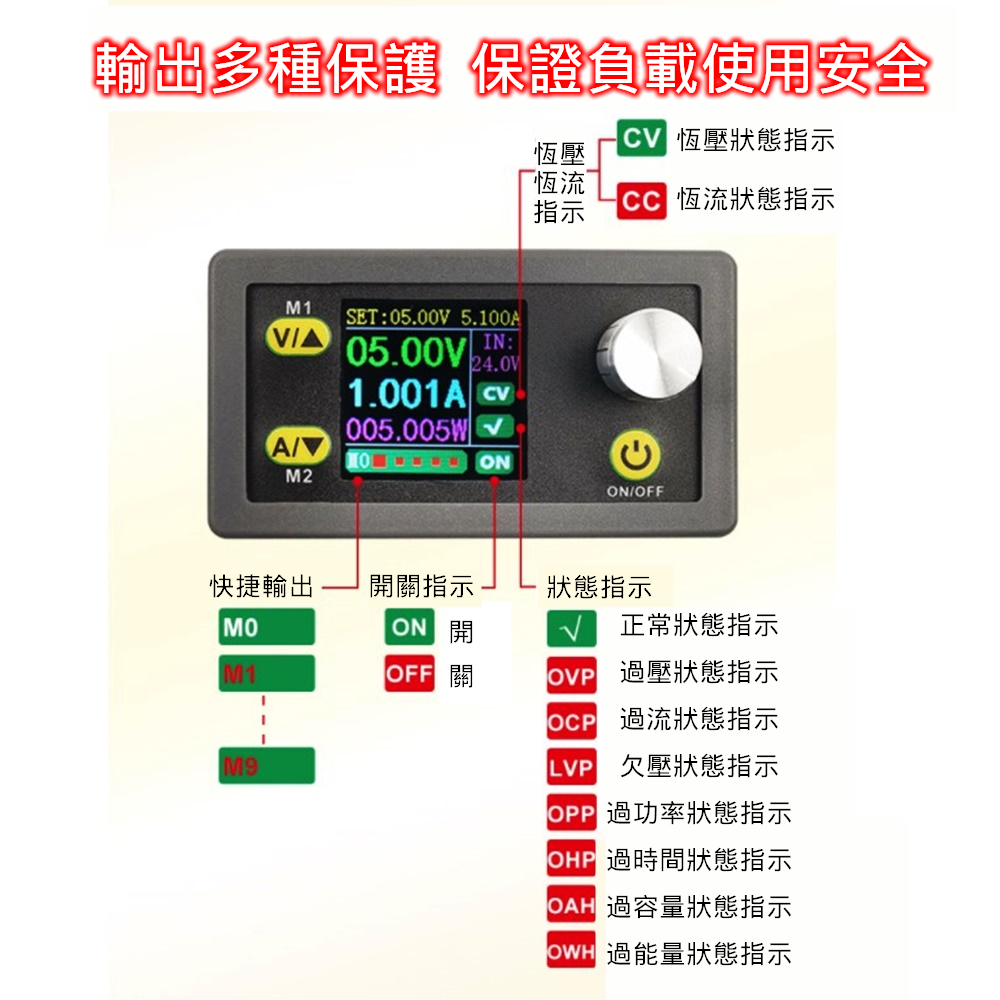 輸出多種保護 保證負載使用安全
恆壓
恆流
指示
CV 恆壓狀態指示
CC 恆流狀態指示
M1
V/▲
A/▼
M2
SET:05.00V 5.100A
05.00V
IN:
24.0V
1.001A
CV
005.005W
√
M0
ON
ON/OFF
快捷輸出
M0
M1
M9
開關指示
ON 開
OFF 關
狀態指示
√ 正常狀態指示
OVP 過壓狀態指示
OCP 過流狀態指示
LVP 欠壓狀態指示
OPP 過功率狀態指示
OHP 過時間狀態指示
OAH 過容量狀態指示
OWH 過能量狀態指示